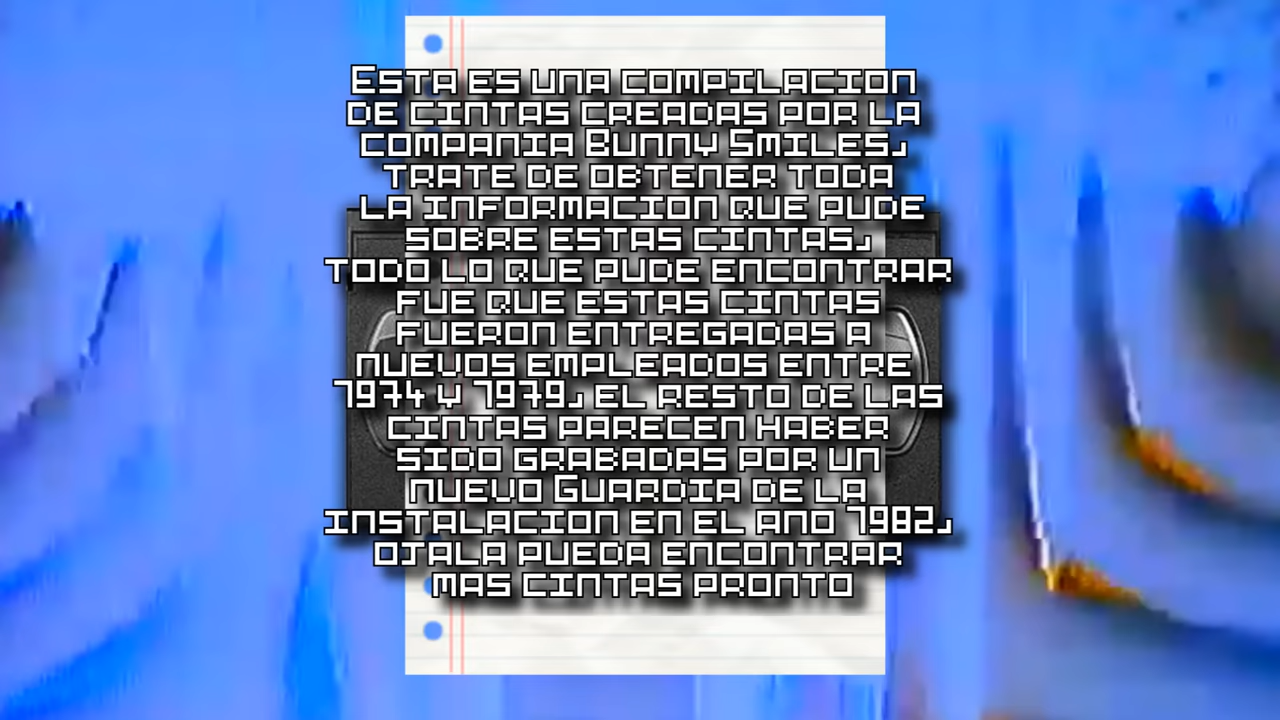 Esta es una compilacion
de cintas creadas por la
compania Bunny Smiles,
trate de obtener toda
la informacion que pude
sobre estas cintas,
todo lo que pude encontrar
fue que estas cintas
fueron entregadas a
nuevos empleados entre
1974 y 1979, el resto de las
cintas parecen haber
sido grabadas por un
nuevo Guardia de la
instalacion en el ano 1982,
ojala pueda encontrar
mas cintas pronto